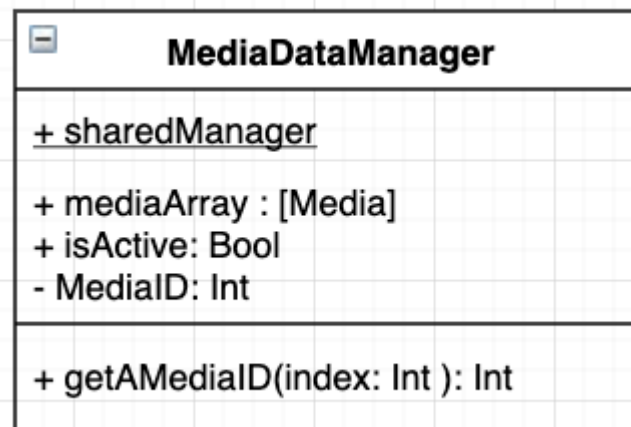 MediaDataManager
+ sharedManager
+ mediaArray : [Media]
+ isActive: Bool
- MediaID: Int
+ getAMediaID(index: Int ): Int